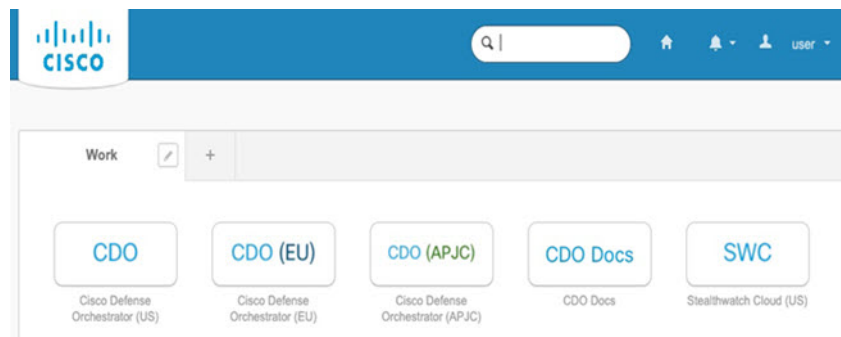 CISCO
user
Work
+
CDO
CDO (EU)
CDO (APJC)
CDO Docs
SWC
Cisco Defense
Orchestrator (US)
Cisco Defense
Orchestrator (EU)
Cisco Defense
Orchestrator (APJC)
CDO Docs
Stealthwatch Cloud (US)